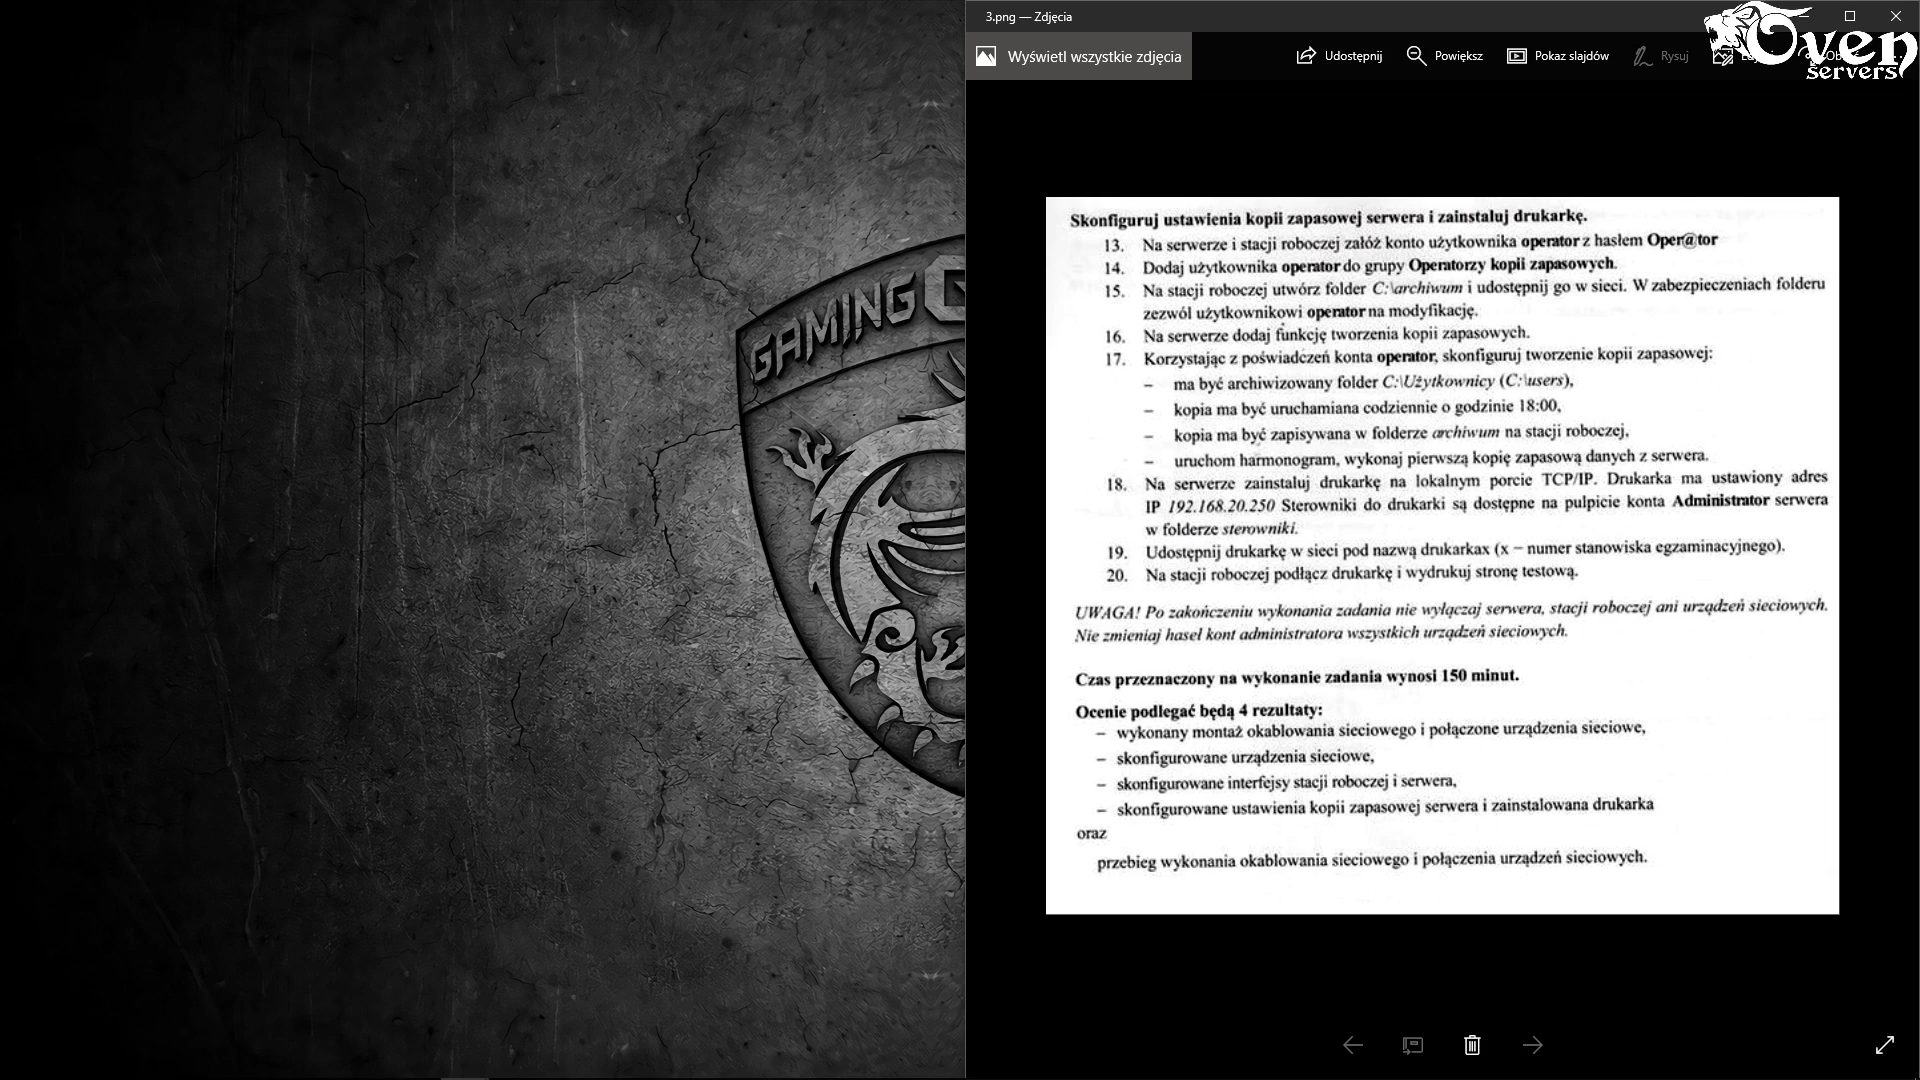 3.png — Zdjęcia
Wyświetl wszystkie zdjęcia
Udostępnij
Powiększ
Pokaz slajdów
Rysuj
Oven
servers
GAMING G
Skonfiguruj ustawienia kopii zapasowej serwera i zainstaluj drukarkę.
13. Na serwerze i stacji roboczej załóż konto użytkownika operator z hasłem Oper@tor
14. Dodaj użytkownika operator do grupy Operatorzy kopii zapasowych.
15. Na stacji roboczej utwórz folder C:\archiwum i udostępnij go w sieci. W zabezpieczeniach folderu
zezwól użytkownikowi operator na modyfikację.
16. Na serwerze dodaj funkcję tworzenia kopii zapasowych.
17. Korzystając z poświadczeń konta operator, skonfiguruj tworzenie kopii zapasowej:
– ma być archiwizowany folder C:\Użytkownicy (C:\users),
– kopia ma być uruchamiana codziennie o godzinie 18:00,
– kopia ma być zapisywana w folderze archiwum na stacji roboczej,
– uruchom harmonogram, wykonaj pierwszą kopię zapasową danych z serwera.
18. Na serwerze zainstaluj drukarkę na lokalnym porcie TCP/IP. Drukarka ma ustawiony adres
IP 192.168.20.250 Sterowniki do drukarki są dostępne na pulpicie konta Administrator serwera
w folderze sterowniki.
19. Udostępnij drukarkę w sieci pod nazwą drukarkax (x – numer stanowiska egzaminacyjnego).
20. Na stacji roboczej podłącz drukarkę i wydrukuj stronę testową.
UWAGA! Po zakończeniu wykonania zadania nie wyłączaj serwera, stacji roboczej ani urządzeń sieciowych.
Nie zmieniaj haseł kont administratora wszystkich urządzeń sieciowych.
Czas przeznaczony na wykonanie zadania wynosi 150 minut.
Ocenie podlegać będą 4 rezultaty:
– wykonany montaż okablowania sieciowego i połączone urządzenia sieciowe,
– skonfigurowane urządzenia sieciowe,
– skonfigurowane interfejsy stacji roboczej i serwera,
– skonfigurowane ustawienia kopii zapasowej serwera i zainstalowana drukarka
oraz
przebieg wykonania okablowania sieciowego i połączenia urządzeń sieciowych.